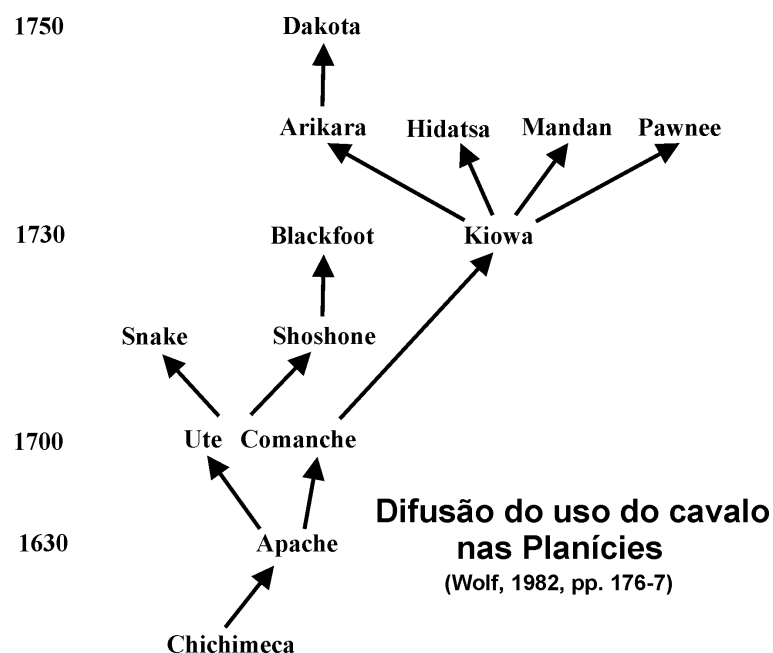 1750 Dakota
Arikara Hidatsa Mandan Pawnee
1730 Blackfoot Kiowa
Snake Shoshone
1700 Ute Comanche
Difusão do uso do cavalo
1630 Apache nas Planícies
(Wolf, 1982, pp. 176-7)
Chichimeca